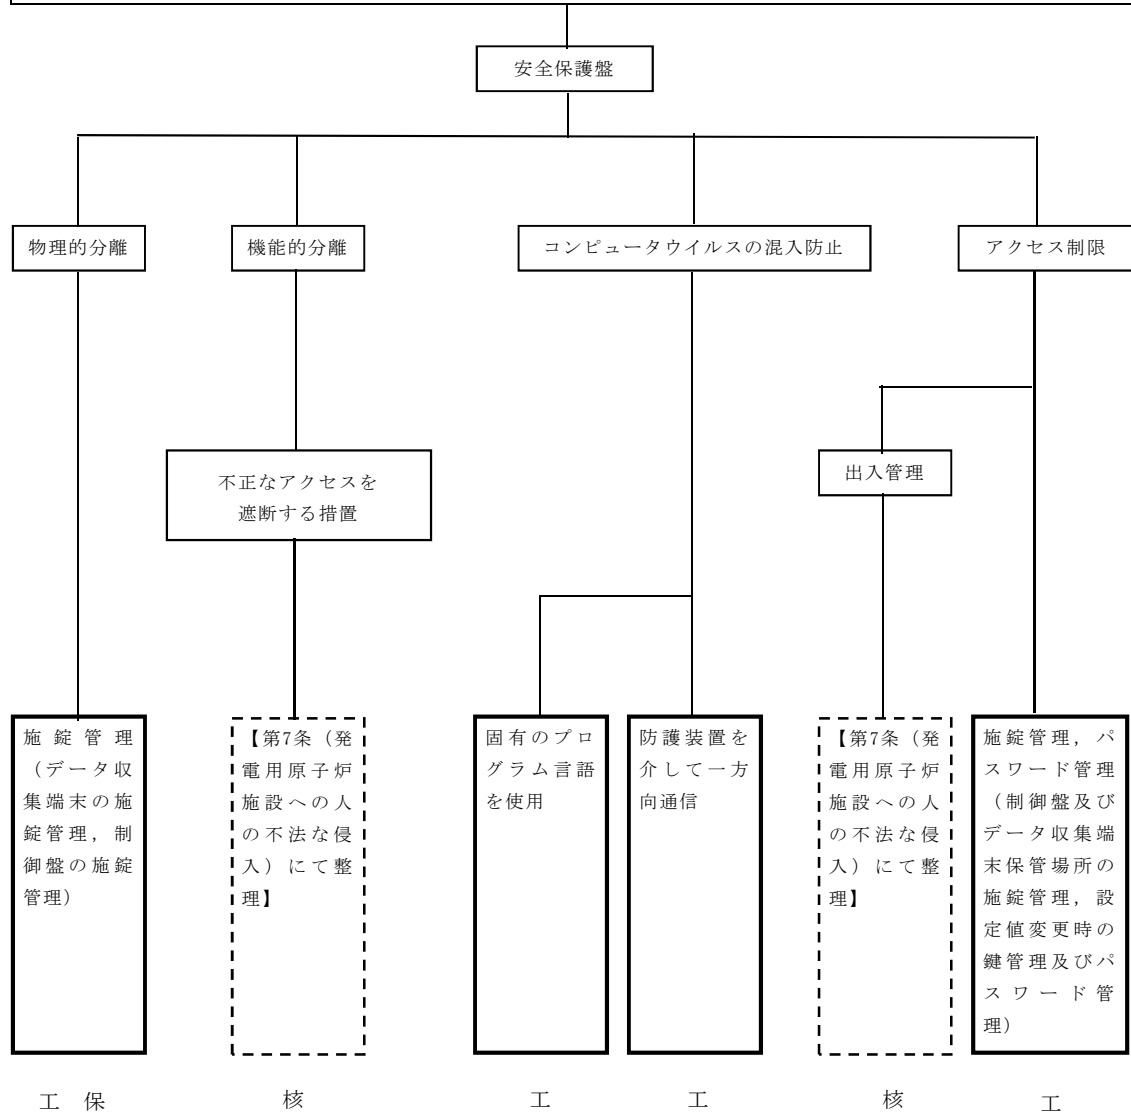 安全保護盤
物理的分離
機能的分離
コンピュータウイルスの混入防止
アクセス制限
不正なアクセスを
遮断する措置
出入管理
施錠管理
（データ収
集端末の施
錠管理，制
御盤の施錠
管理）
【第7条（発
電用原子炉
施設への人
の不法な侵
入）にて整
理】
固有のプロ
グラム言語
を使用
防護装置を
介して一方
向通信
【第7条（発
電用原子炉
施設への人
の不法な侵
入）にて整
理】
施錠管理，パ
スワード管理
（制御盤及び
データ収集端
末保管場所の
施錠管理，設
定値変更時の
鍵管理及びパ
スワード管
理）
工 保
核
工
工
核
工